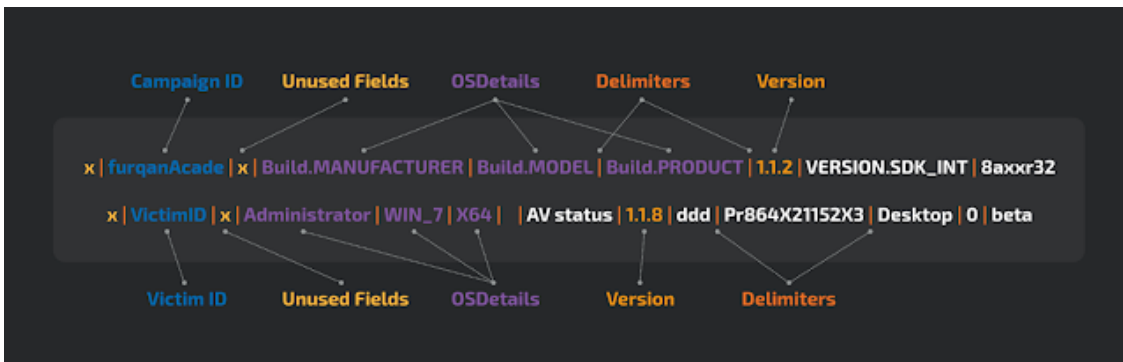 Campaign ID Unused Fields OSDetails Delimiters Version
x | furqanAcade | x | Build.MANUFACTURER | Build.MODEL | Build.PRODUCT | 1.1.2 | VERSION.SDK_INT | 8axxr32
x | VictimID | x | Administrator | WIN_7 | X64 | | AV status | 1.1.8 | ddd | Pr864X21152X3 | Desktop | 0 | beta
Victim ID Unused Fields OSDetails Version Delimiters